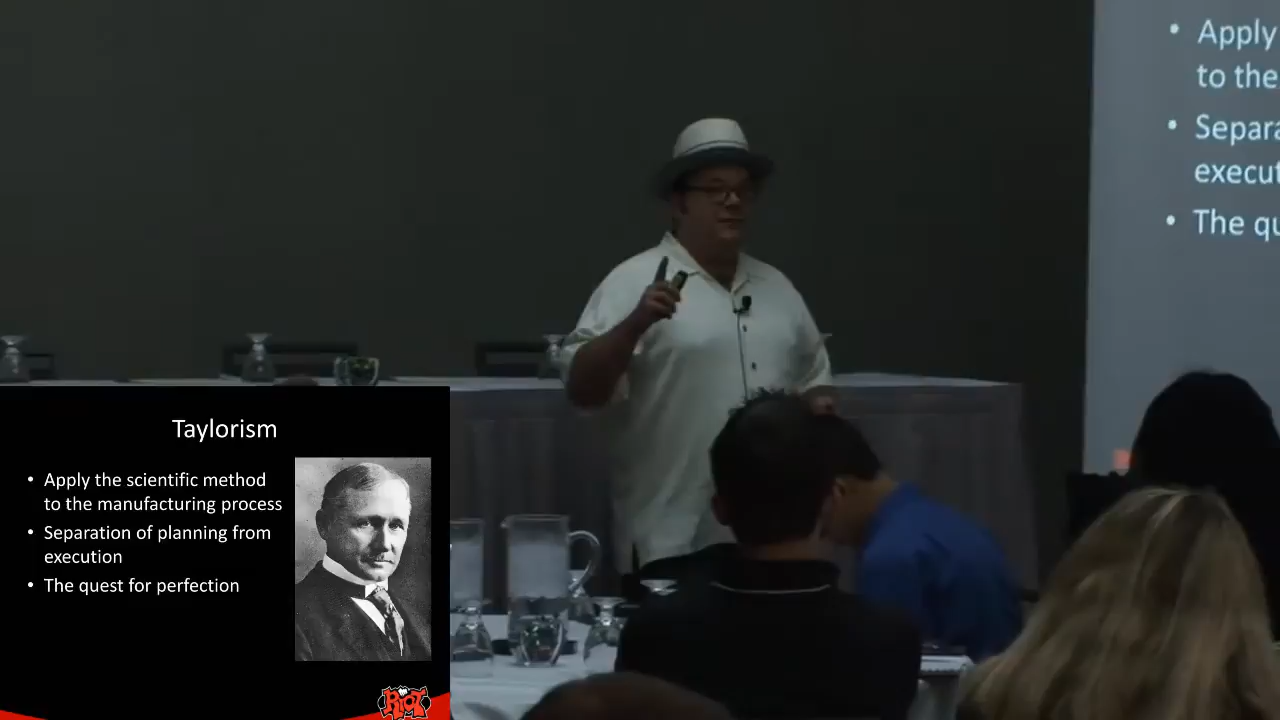 Taylorism
• Apply the scientific method
to the manufacturing process
• Separation of planning from
execution
• The quest for perfection
RIOT
• Apply
to the
• Separa
execut
• The qu